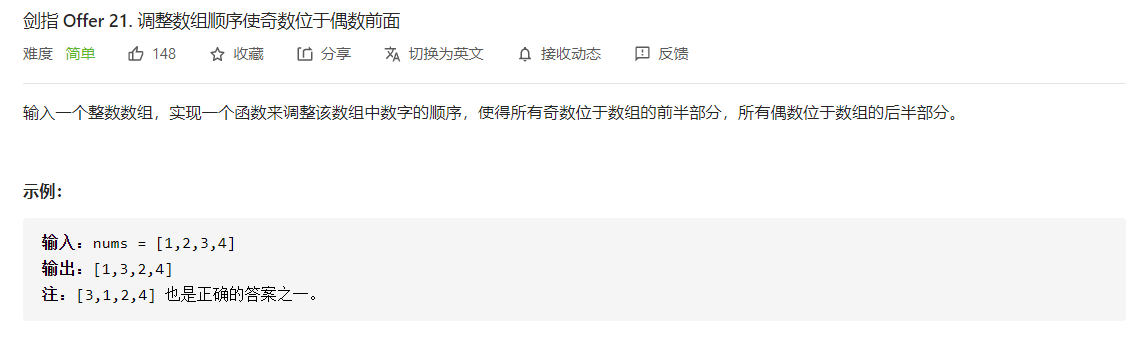 剑指 Offer 21. 调整数组顺序使奇数位于偶数前面
难度 简单 148 收藏 分享 切换为英文 接收动态 反馈
输入一个整数数组，实现一个函数来调整该数组中数字的顺序，使得所有奇数位于数组的前半部分，所有偶数位于数组的后半部分。
示例：
输入：nums = [1,2,3,4]
输出：[1,3,2,4]
注：[3,1,2,4] 也是正确的答案之一。